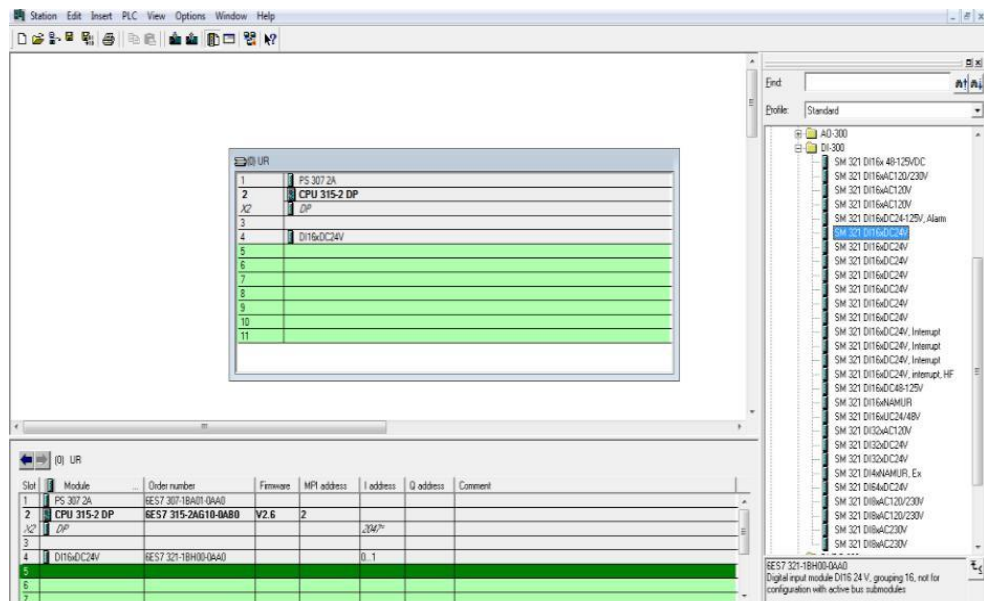 Station Edit Insert PLC View Options Window Help
(0) UR
1 PS 307 2A
2 CPU 315-2 DP
X2 DP
3
4 DI16xDC24V
5
6
7
8
9
10
11
(0) UR
Slot Module ... Order number Firmware MPI address I address Q address Comment
1 PS 307 2A 6ES7 307-1BA01-0AA0
2 CPU 315-2 DP 6ES7 315-2AG10-0AB0 V2.6 2
X2 DP 2047*
3
4 DI16xDC24V 6ES7 321-1BH00-0AA0 0...1
5
6
7
Find:
Profile: Standard
AO-300
DI-300
SM 321 DI16x 48-125VDC
SM 321 DI16xAC120/230V
SM 321 DI16xAC120V
SM 321 DI16xAC120V
SM 321 DI16xDC24-125V, Alarm
SM 321 DI16xDC24V
SM 321 DI16xDC24V
SM 321 DI16xDC24V
SM 321 DI16xDC24V
SM 321 DI16xDC24V
SM 321 DI16xDC24V
SM 321 DI16xDC24V
SM 321 DI16xDC24V, Interrupt
SM 321 DI16xDC24V, Interrupt
SM 321 DI16xDC24V, Interrupt
SM 321 DI16xDC24V, interrupt, HF
SM 321 DI16xDC48-125V
SM 321 DI16xNAMUR
SM 321 DI16xUC24/48V
SM 321 DI32xAC120V
SM 321 DI32xDC24V
SM 321 DI32xDC24V
SM 321 DI4xNAMUR, Ex
SM 321 DI64xDC24V
SM 321 DI8xAC120/230V
SM 321 DI8xAC120/230V
SM 321 DI8xAC230V
SM 321 DI8xAC230V
6ES7 321-1BH00-0AA0
Digital input module DI16 24 V, grouping 16, not for
configuration with active bus submodules